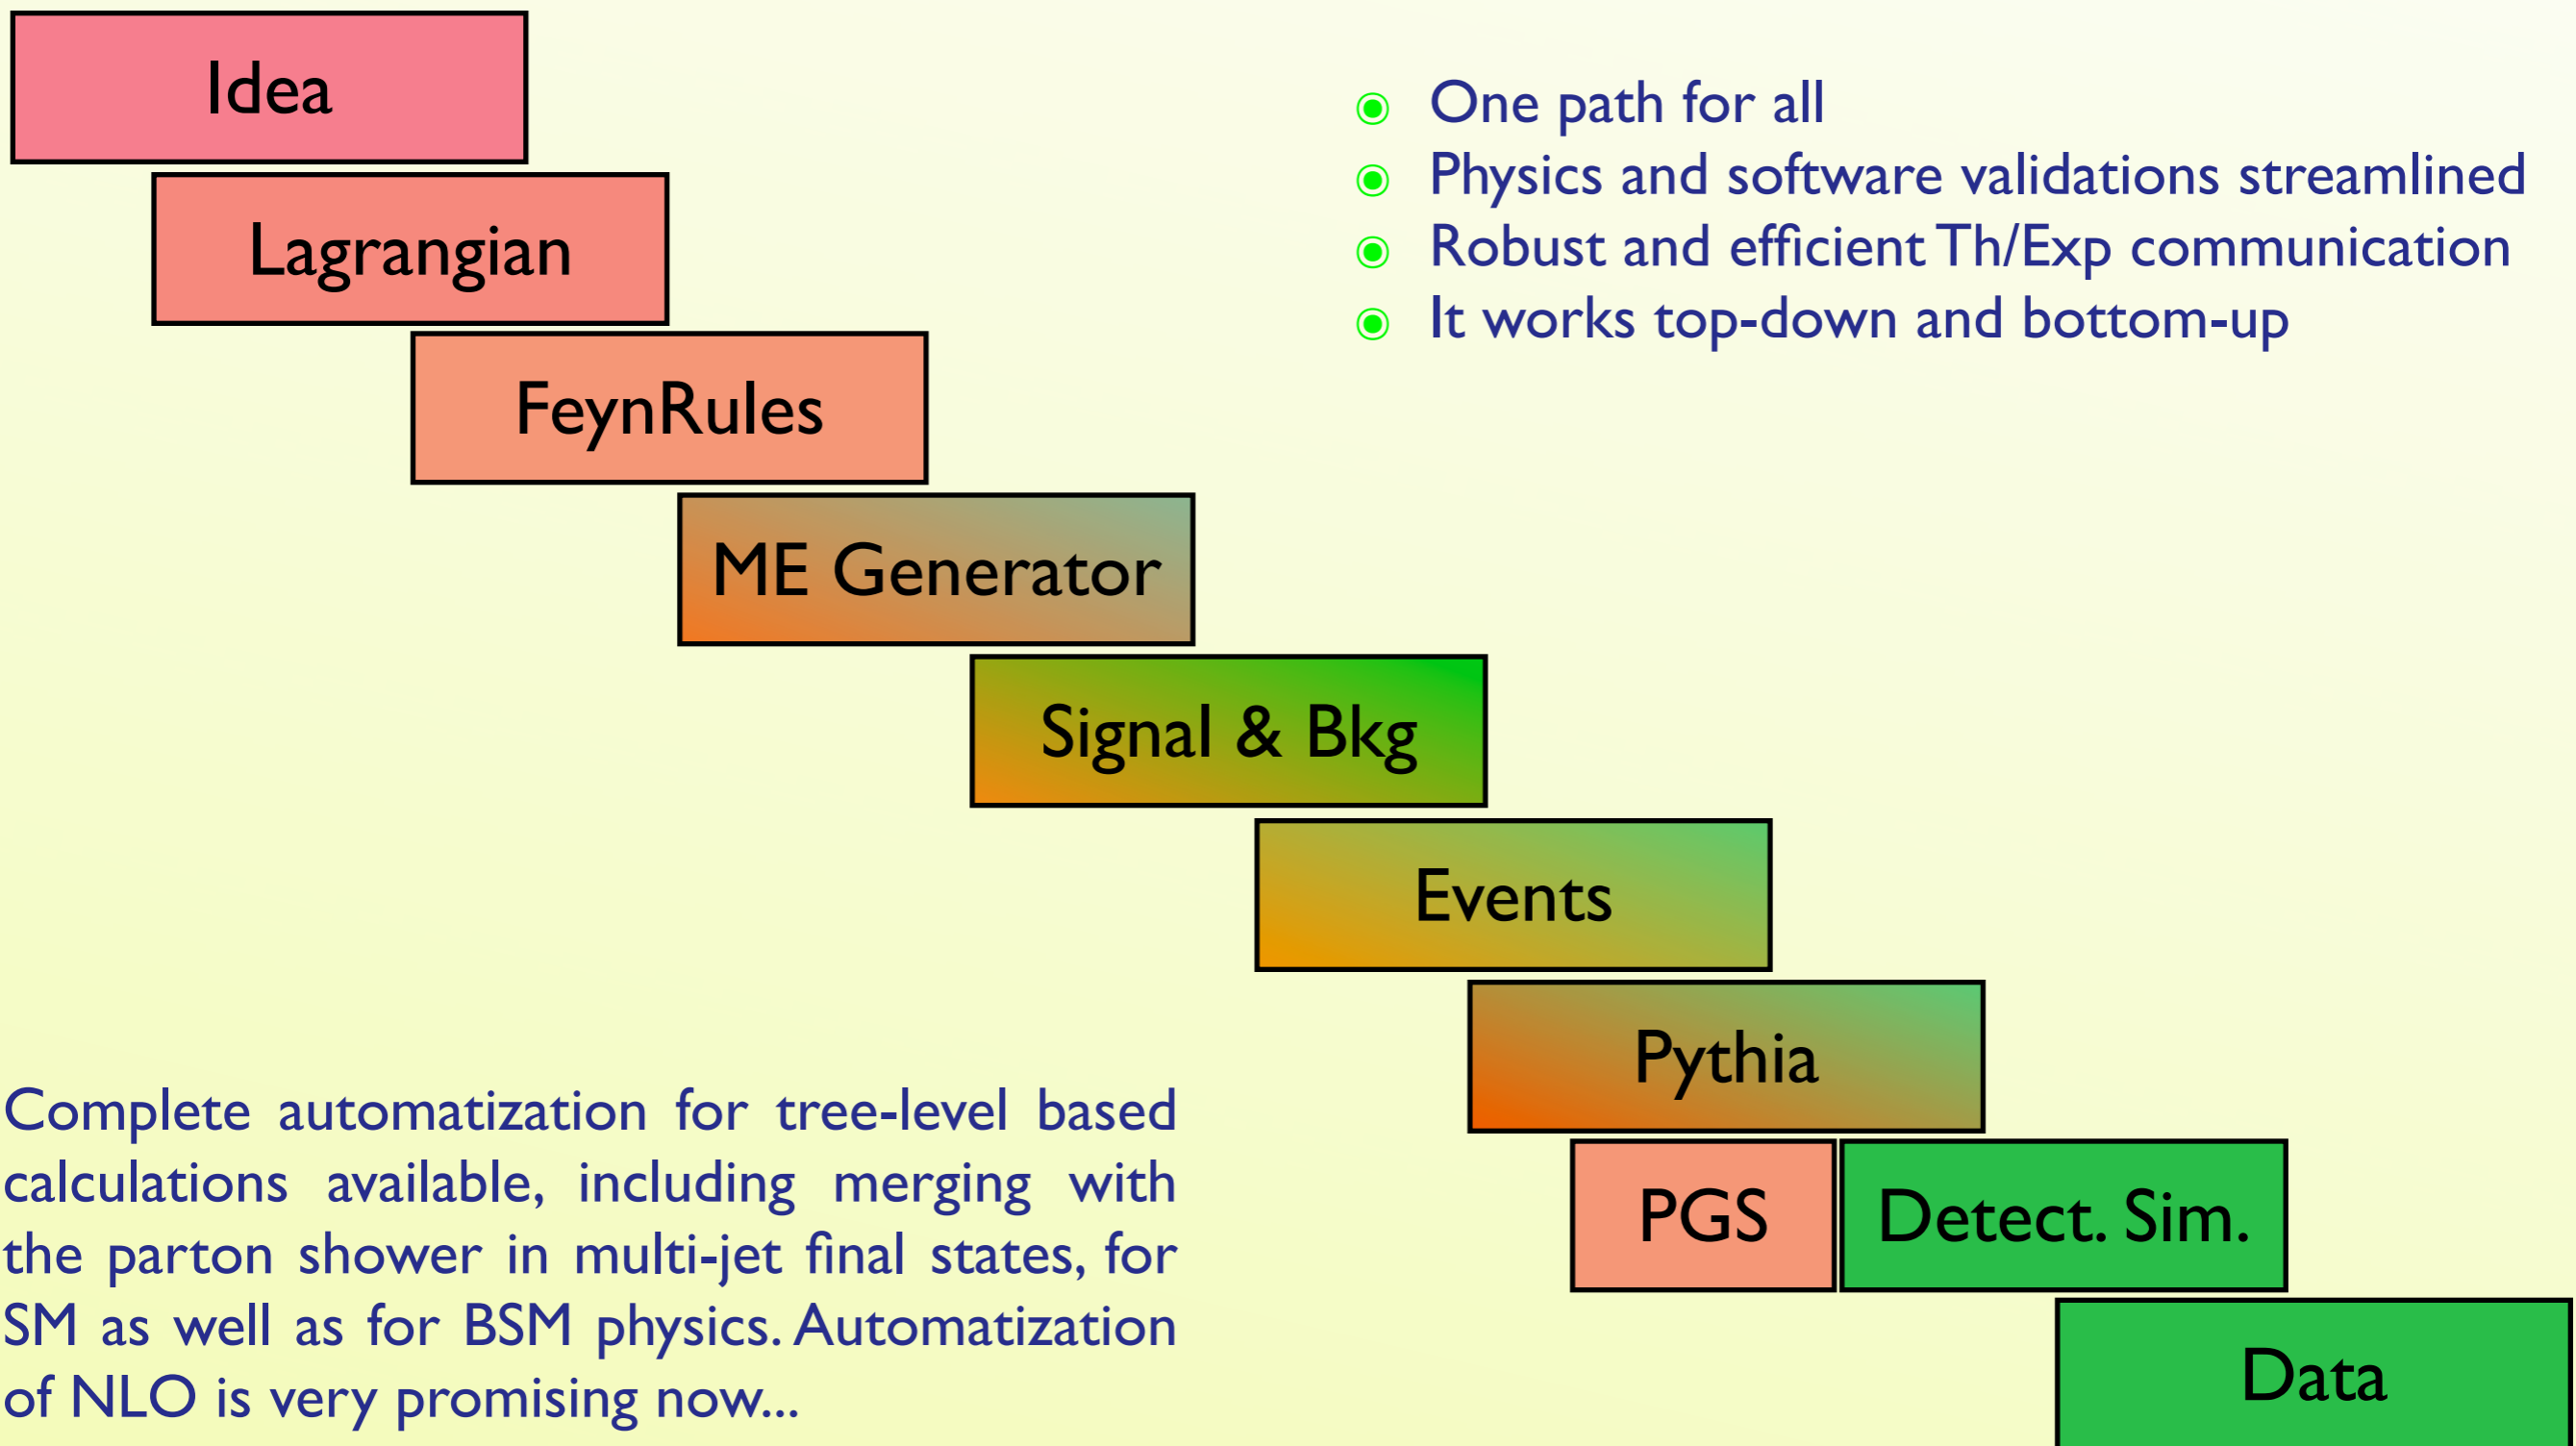 Idea
Lagrangian
FeynRules
ME Generator
Signal & Bkg
Events
Pythia
PGS
Detect. Sim.
Data
One path for all
Physics and software validations streamlined
Robust and efficient Th/Exp communication
It works top-down and bottom-up
Complete automatization for tree-level based
calculations available, including merging with
the parton shower in multi-jet final states, for
SM as well as for BSM physics. Automatization
of NLO is very promising now...